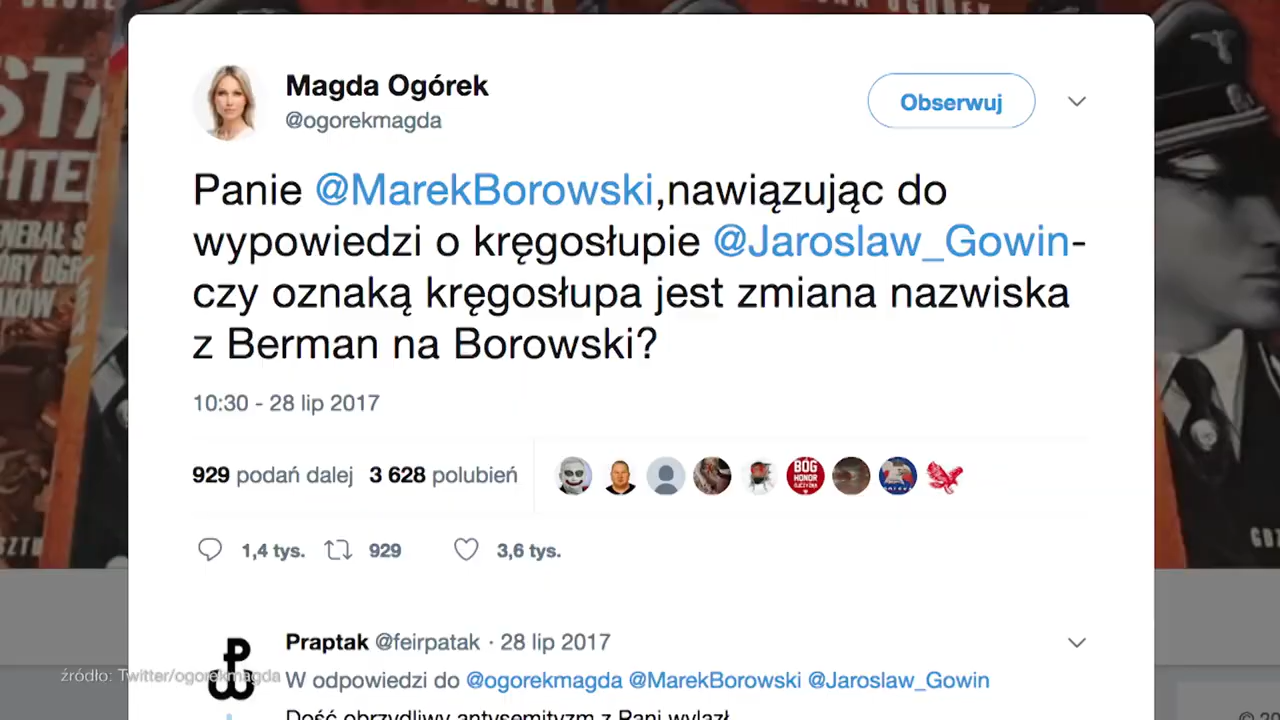 Magda Ogórek
@ogorekmagda
Obserwuj
Panie @MarekBorowski,nawiązując do
wypowiedzi o kręgosłupie @Jaroslaw_Gowin-
czy oznaką kręgosłupa jest zmiana nazwiska
z Berman na Borowski?
10:30 - 28 lip 2017
929 podań dalej 3 628 polubień
BÓG
HONOR
OJCZYZNA
1,4 tys. 929 3,6 tys.
Praptak @feirpatak · 28 lip 2017
W odpowiedzi do @ogorekmagda @MarekBorowski @Jaroslaw_Gowin
Dość obrzydliwy antysemityzm z Pani wylazł
źródło: Twitter/ogorekmagda